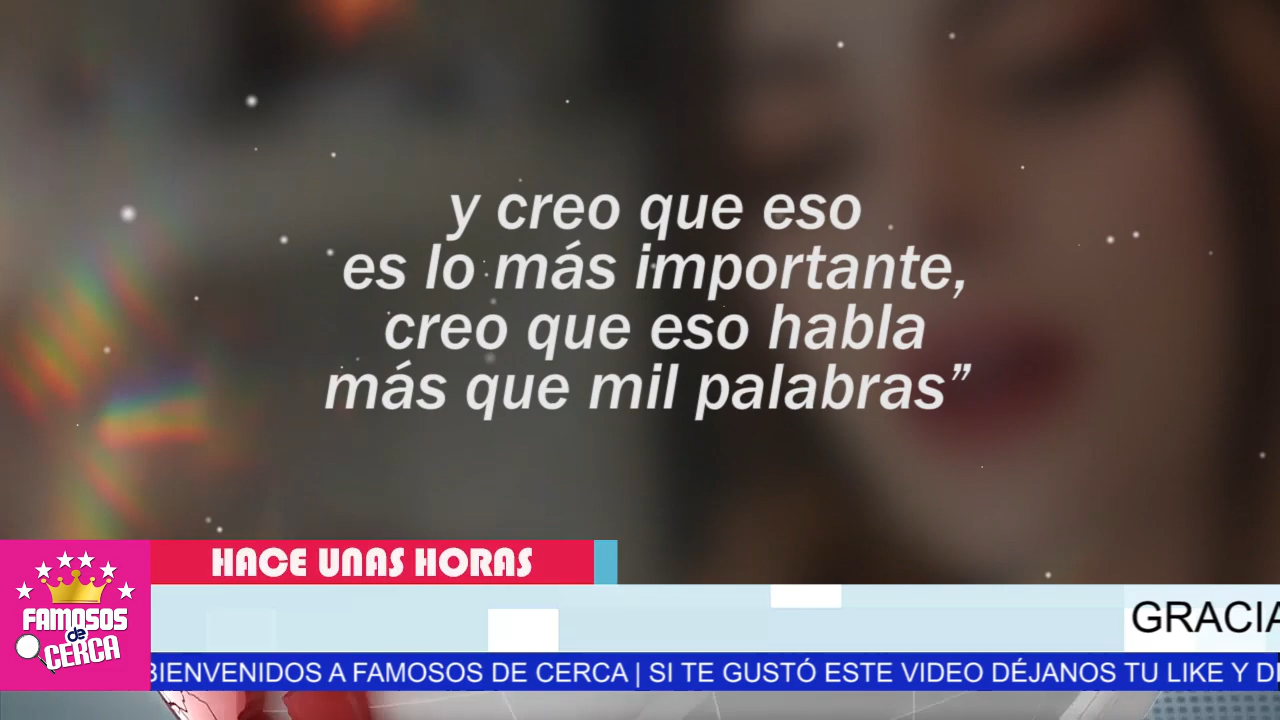 y creo que eso
es lo más importante,
creo que eso habla
más que mil palabras”
HACE UNAS HORAS
FAMOSOS
de
CERCA
GRACIA
BIENVENIDOS A FAMOSOS DE CERCA | SI TE GUSTÓ ESTE VIDEO DÉJANOS TU LIKE Y D